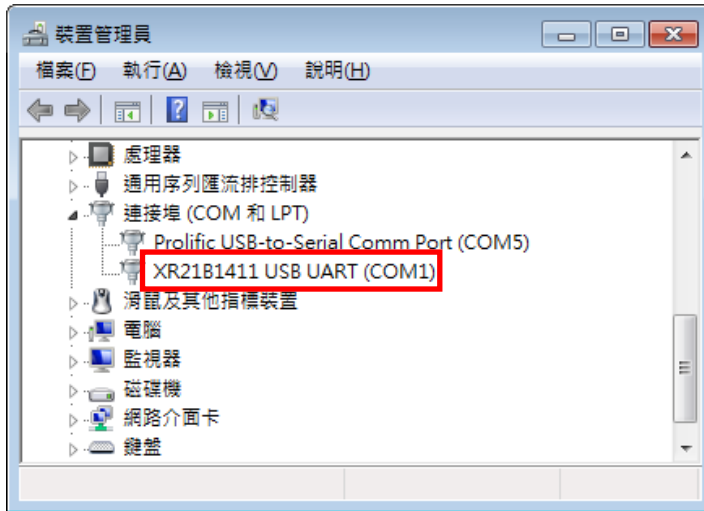 裝置管理員
檔案(F) 執行(A) 檢視(V) 說明(H)
處理器
通用序列匯流排控制器
連接埠 (COM 和 LPT)
Prolific USB-to-Serial Comm Port (COM5)
XR21B1411 USB UART (COM1)
滑鼠及其他指標裝置
電腦
監視器
磁碟機
網路介面卡
鍵盤